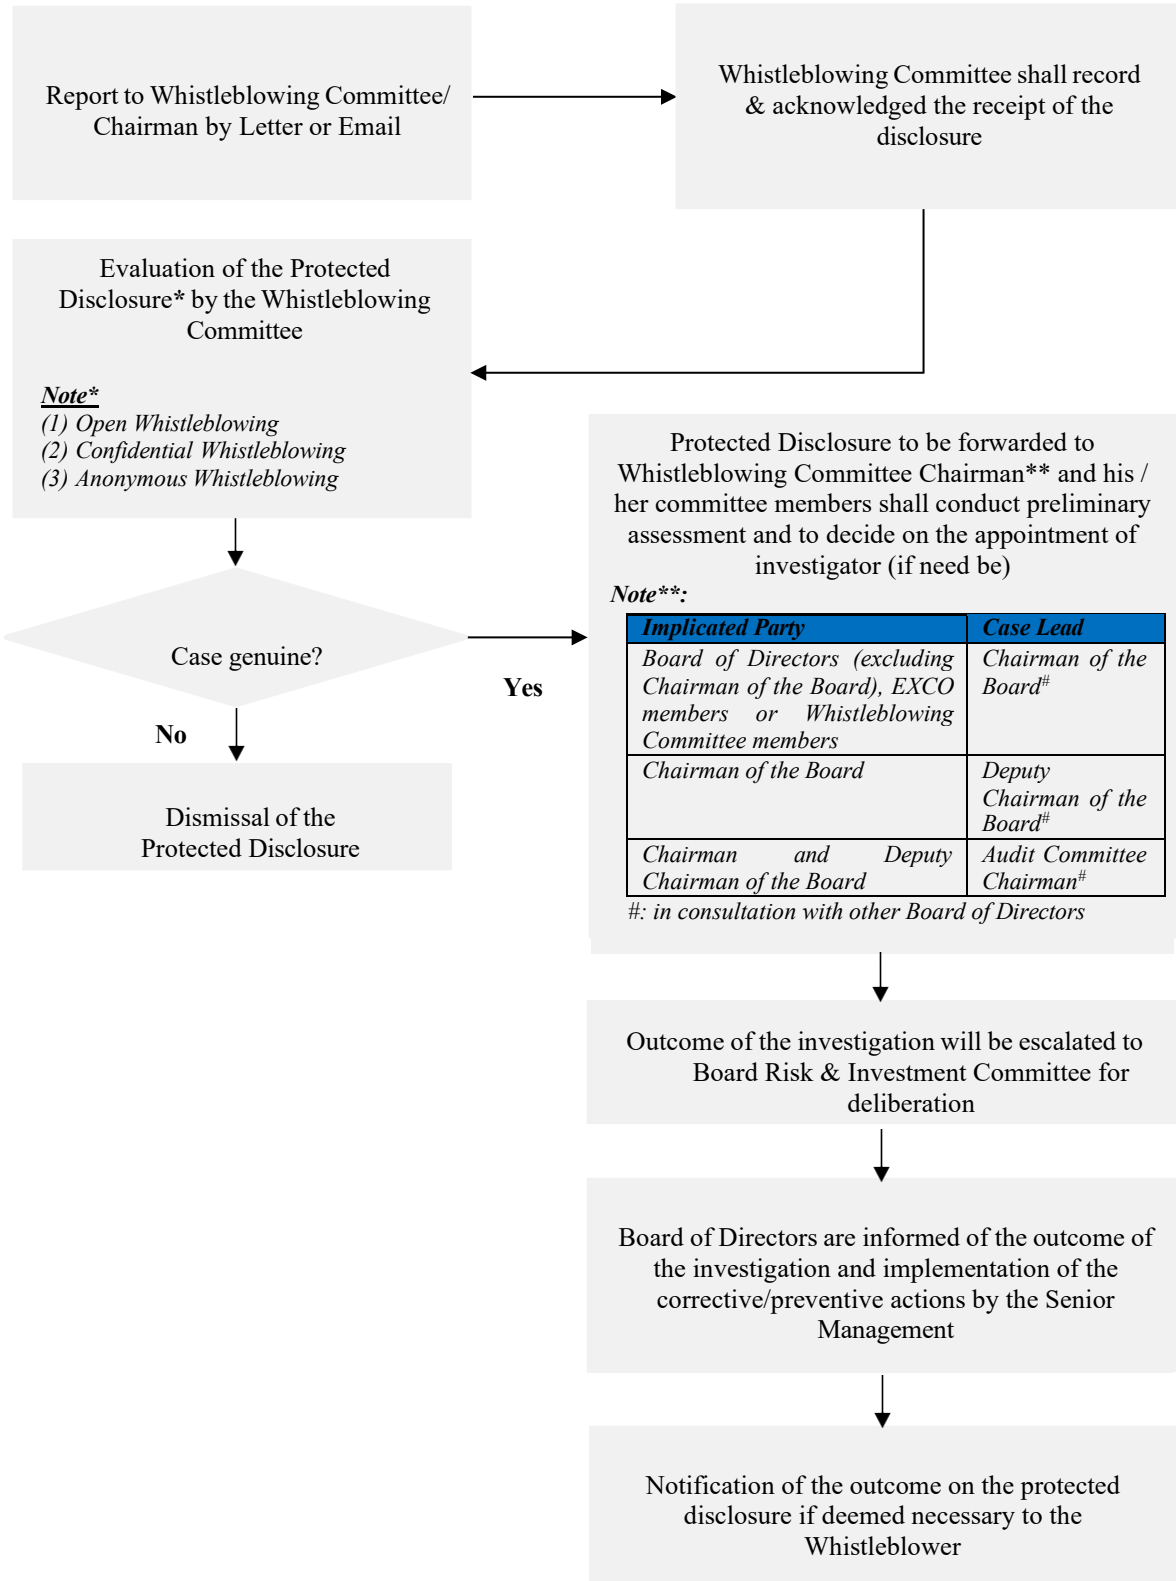 Report to Whistleblowing Committee/
Chairman by Letter or Email
Whistleblowing Committee shall record
& acknowledged the receipt of the
disclosure
Evaluation of the Protected
Disclosure* by the Whistleblowing
Committee
Note*
(1) Open Whistleblowing
(2) Confidential Whistleblowing
(3) Anonymous Whistleblowing
Case genuine?
Yes
No
Dismissal of the
Protected Disclosure
Protected Disclosure to be forwarded to
Whistleblowing Committee Chairman** and his /
her committee members shall conduct preliminary
assessment and to decide on the appointment of
investigator (if need be)
Note**:
Implicated Party
Case Lead
Board of Directors (excluding
Chairman of the Board), EXCO
members or Whistleblowing
Committee members
Chairman of the
Board#
Chairman of the Board
Deputy
Chairman of the
Board#
Chairman and Deputy
Chairman of the Board
Audit Committee
Chairman#
#: in consultation with other Board of Directors
Outcome of the investigation will be escalated to
Board Risk & Investment Committee for
deliberation
Board of Directors are informed of the outcome of
the investigation and implementation of the
corrective/preventive actions by the Senior
Management
Notification of the outcome on the protected
disclosure if deemed necessary to the
Whistleblower